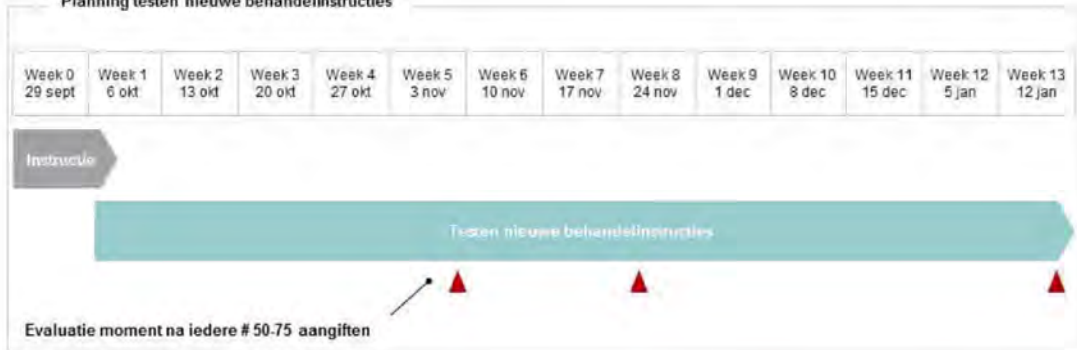 Planning testen nieuwe behandelinstructies
Week 0 Week 1 Week 2 Week 3 Week 4 Week 5 Week 6 Week 7 Week 8 Week 9 Week 10 Week 11 Week 12 Week 13
29 sept 6 okt 13 okt 20 okt 27 okt 3 nov 10 nov 17 nov 24 nov 1 dec 8 dec 15 dec 5 jan 12 jan
Instructie
Testen nieuwe behandelinstructies
Evaluatie moment na iedere # 50-75 aangiften